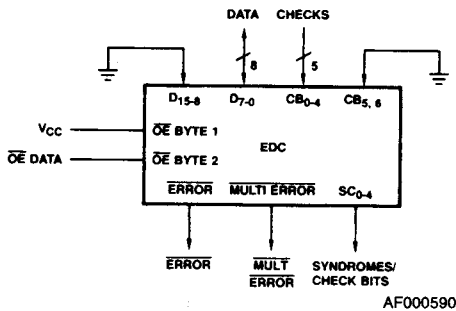 DATA CHECKS
8 5
D15-8 D7-0 CB0-4 CB5, 6
VCC OE BYTE 1
EDC
OE DATA OE BYTE 2
ERROR MULTI ERROR SC0-4
ERROR MULT SYNDROMES/
ERROR CHECK BITS
AF000590